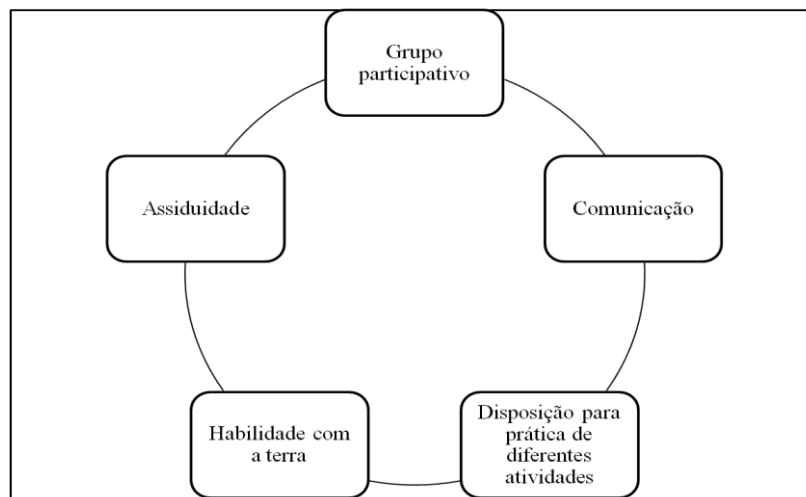 Grupo
participativo
Comunicação
Disposição para
prática de
diferentes
atividades
Habilidade com
a terra
Assiduidade